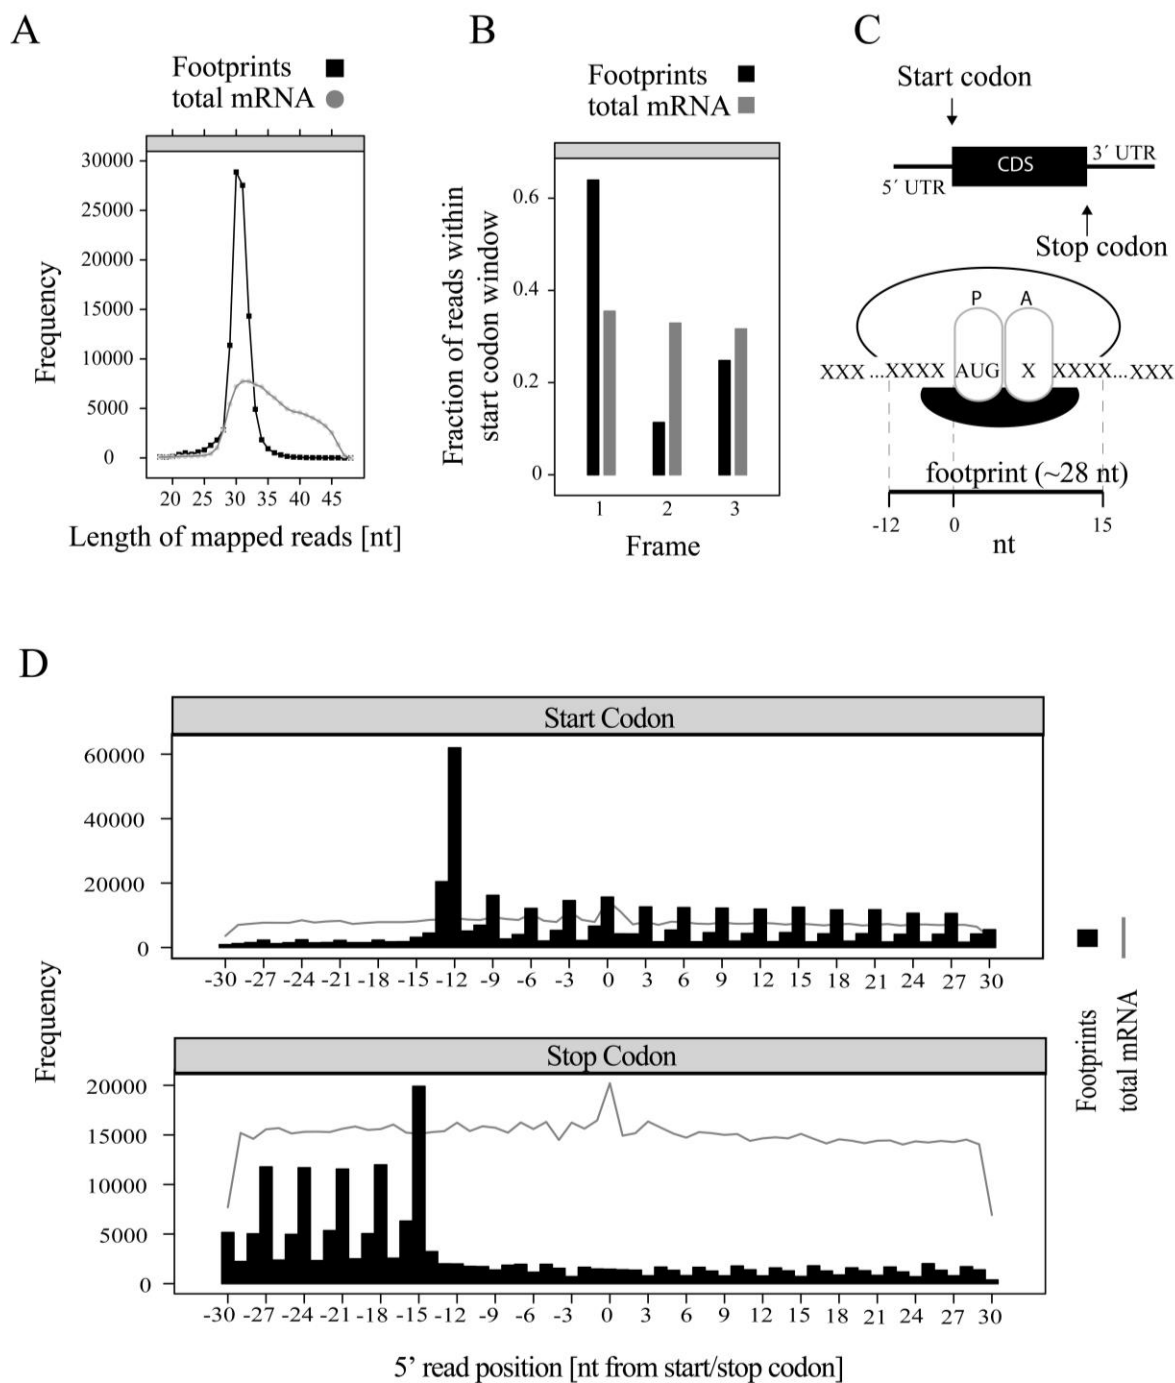 A
Footprints
total mRNA
30000
25000
20000
15000
10000
5000
0
Frequency
20 25 30 35 40 45
Length of mapped reads [nt]
B
Footprints
total mRNA
0.6
0.4
0.2
0
Fraction of reads within
start codon window
1 2 3
Frame
C
Start codon
CDS
3´ UTR
5´ UTR
Stop codon
P A
XXX ...XXXX AUG X XXXX...XXX
footprint (~28 nt)
-12 0 15
nt
D
Start Codon
60000
40000
20000
0
-30 -27 -24 -21 -18 -15 -12 -9 -6 -3 0 3 6 9 12 15 18 21 24 27 30
Frequency
Stop Codon
20000
15000
10000
5000
0
-30 -27 -24 -21 -18 -15 -12 -9 -6 -3 0 3 6 9 12 15 18 21 24 27 30
5’ read position [nt from start/stop codon]
Footprints
total mRNA